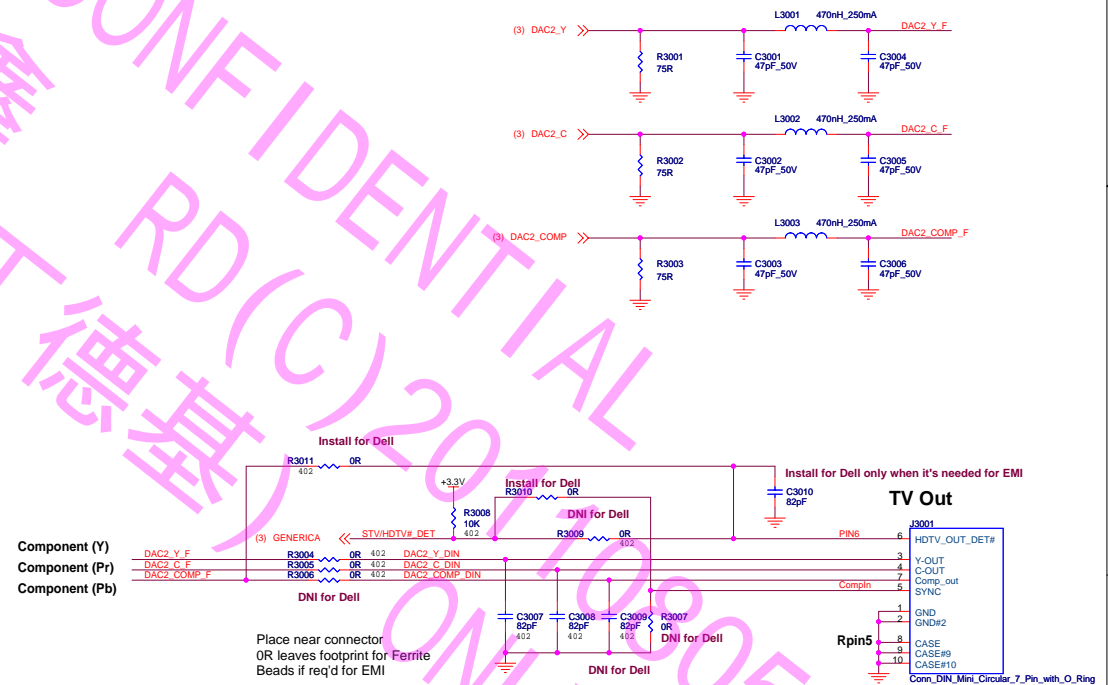 CONFIDENTIAL
RD(C)2011
德基)
L3001 470nH_250mA
(3) DAC2_Y
DAC2_Y_F
R3001
75R
C3001
47pF_50V
C3004
47pF_50V
L3002 470nH_250mA
(3) DAC2_C
DAC2_C_F
R3002
75R
C3002
47pF_50V
C3005
47pF_50V
L3003 470nH_250mA
(3) DAC2_COMP
DAC2_COMP_F
R3003
75R
C3003
47pF_50V
C3006
47pF_50V
Install for Dell
R3011 0R
402
Install for Dell only when it's needed for EMI
C3010
82pF
TV Out
+3.3V
Install for Dell
R3010 0R
R3008
10K
402
DNI for Dell
(3) GENERICA
STV/HDTV#_DET
R3009 0R
402
PIN6
J3001
6 HDTV_OUT_DET#
3 Y-OUT
4 C-OUT
7 Comp_out
5 SYNC
1 GND
2 GND#2
8 CASE
9 CASE#9
10 CASE#10
Conn_DIN_Mini_Circular_7_Pin_with_O_Ring
Component (Y)
Component (Pr)
Component (Pb)
DAC2_Y_F R3004 0R 402 DAC2_Y_DIN
DAC2_C_F R3005 0R 402 DAC2_C_DIN
DAC2_COMP_F R3006 0R 402 DAC2_COMP_DIN
DNI for Dell
CompIn
C3007
82pF
402
C3008
82pF
402
C3009
82pF
402
R3007
0R
DNI for Dell
Rpin5
DNI for Dell
Place near connector
0R leaves footprint for Ferrite
Beads if req'd for EMI